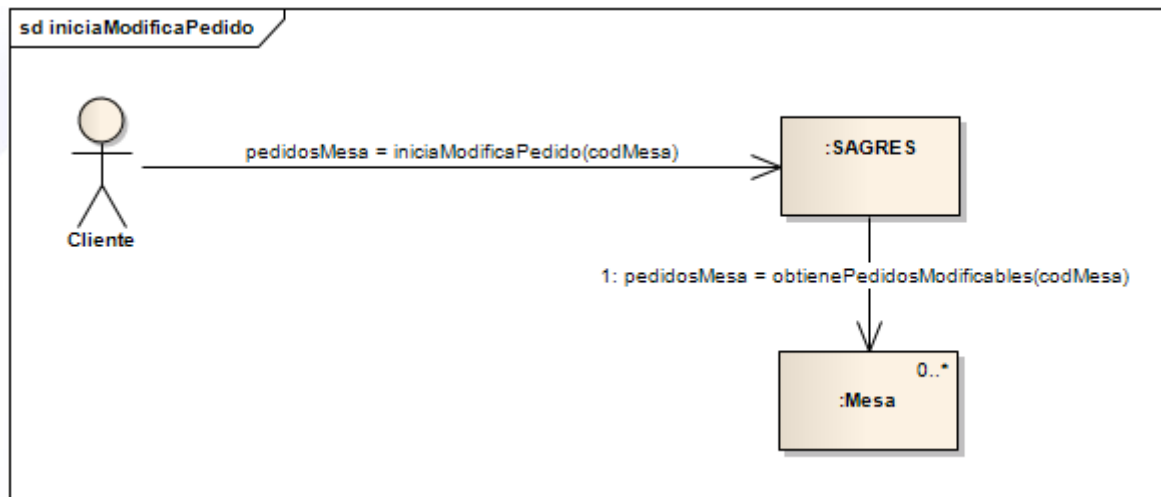 sd iniciaModificaPedido
pedidosMesa = iniciaModificaPedido(codMesa)
:SAGRES
Cliente
1: pedidosMesa = obtienePedidosModificables(codMesa)
0..*
:Mesa